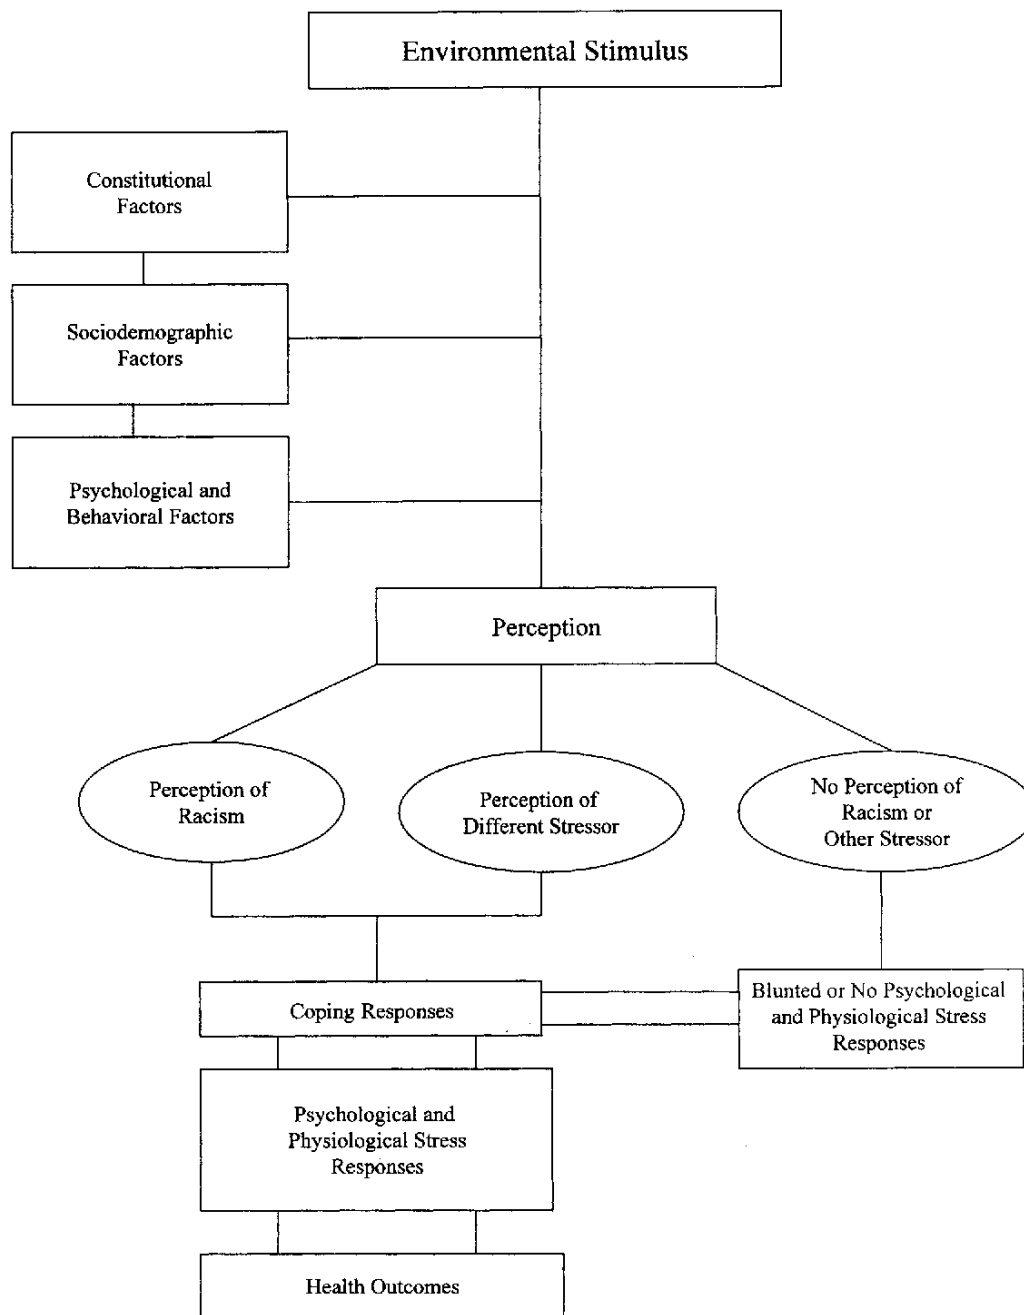 Environmental Stimulus
Constitutional
Factors
Sociodemographic
Factors
Psychological and
Behavioral Factors
Perception
Perception of
Racism
Perception of
Different Stressor
No Perception of
Racism or
Other Stressor
Coping Responses
Blunted or No Psychological
and Physiological Stress
Responses
Psychological and
Physiological Stress
Responses
Health Outcomes